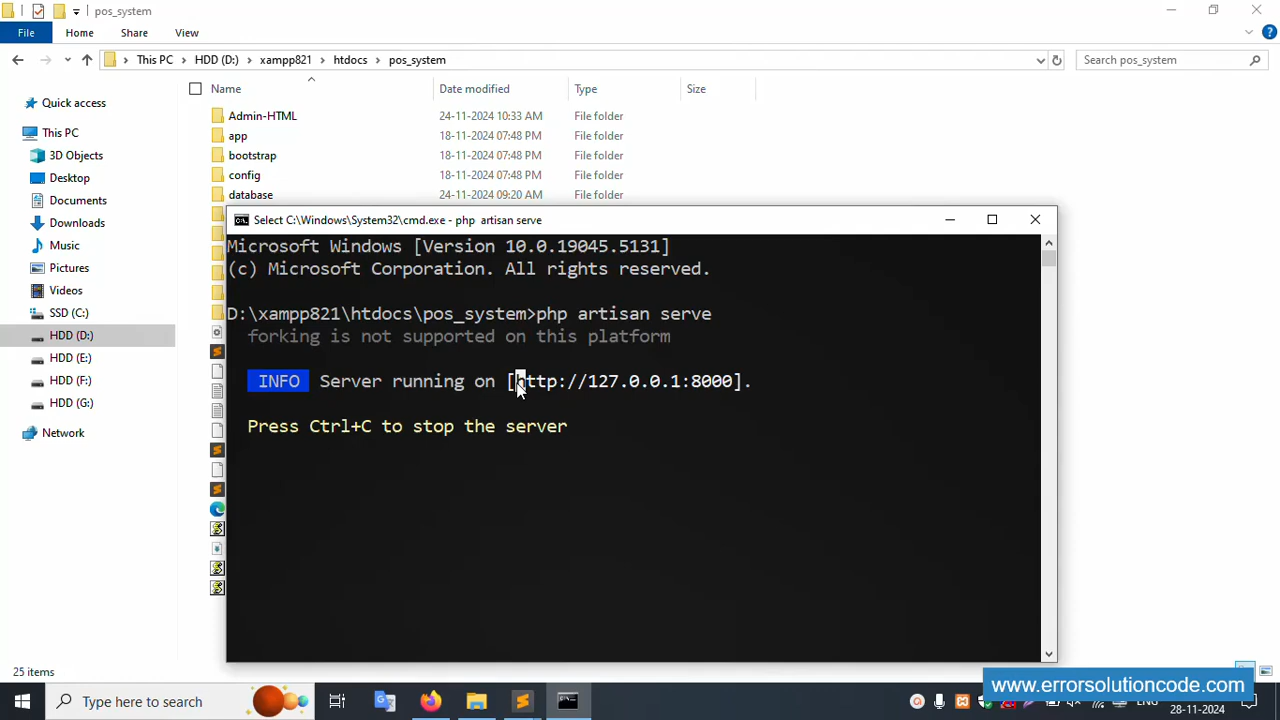 pos_system
File
Home
Share
View
This PC
HDD (D:)
xampp821
htdocs
pos_system
Search pos_system
Name
Date modified
Type
Size
Quick access
This PC
3D Objects
Desktop
Documents
Downloads
Music
Pictures
Videos
SSD (C:)
HDD (D:)
HDD (E:)
HDD (F:)
HDD (G:)
Network
Admin-HTML 24-11-2024 10:33 AM File folder
app 18-11-2024 07:48 PM File folder
bootstrap 18-11-2024 07:48 PM File folder
config 18-11-2024 07:48 PM File folder
database 24-11-2024 09:20 AM File folder
Select C:\Windows\System32\cmd.exe - php artisan serve
Microsoft Windows [Version 10.0.19045.5131]
(c) Microsoft Corporation. All rights reserved.
D:\xampp821\htdocs\pos_system>php artisan serve
forking is not supported on this platform
INFO Server running on [http://127.0.0.1:8000].
Press Ctrl+C to stop the server
25 items
www.errorsolutioncode.com
Type here to search
28-11-2024